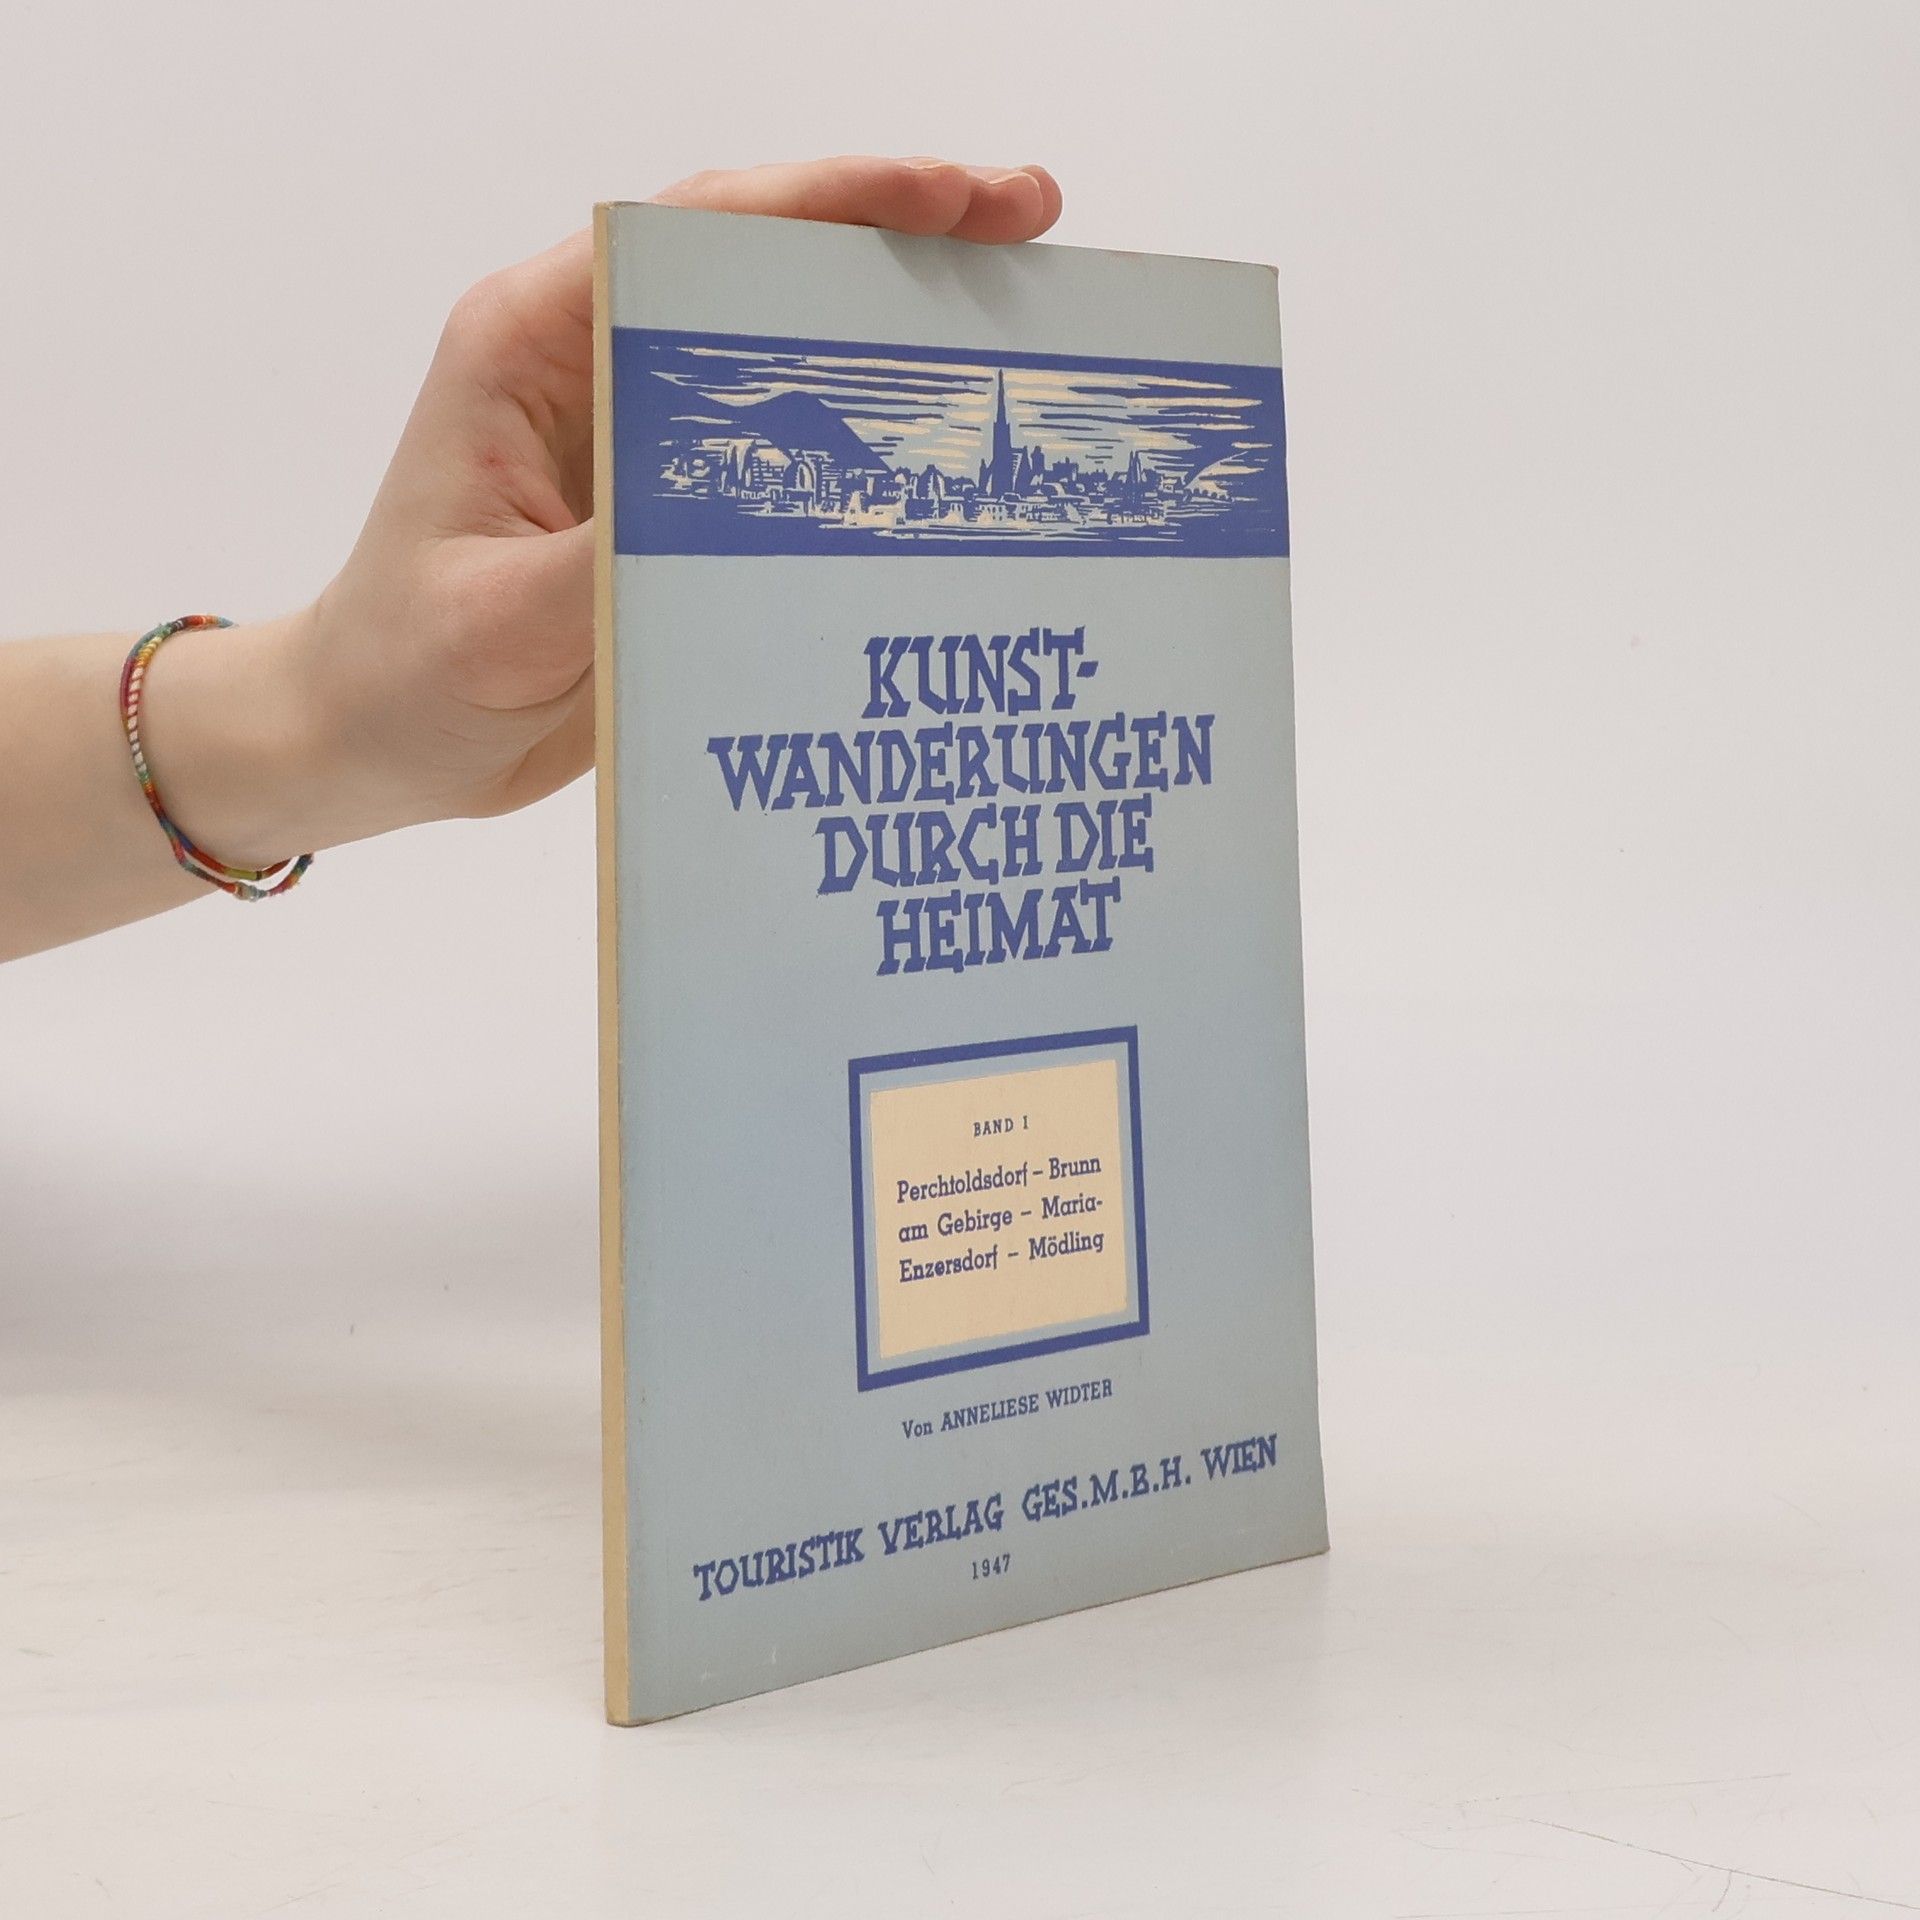 KUNST-
WANDERUNGEN
DURCH DIE
HEIMAT
BAND I
Perchtoldsdorf – Brunn
am Gebirge – Maria-
Enzersdorf – Mödling
Von ANNELIESE WIDTER
TOURISTIK VERLAG GES.M.B.H. WIEN
1947